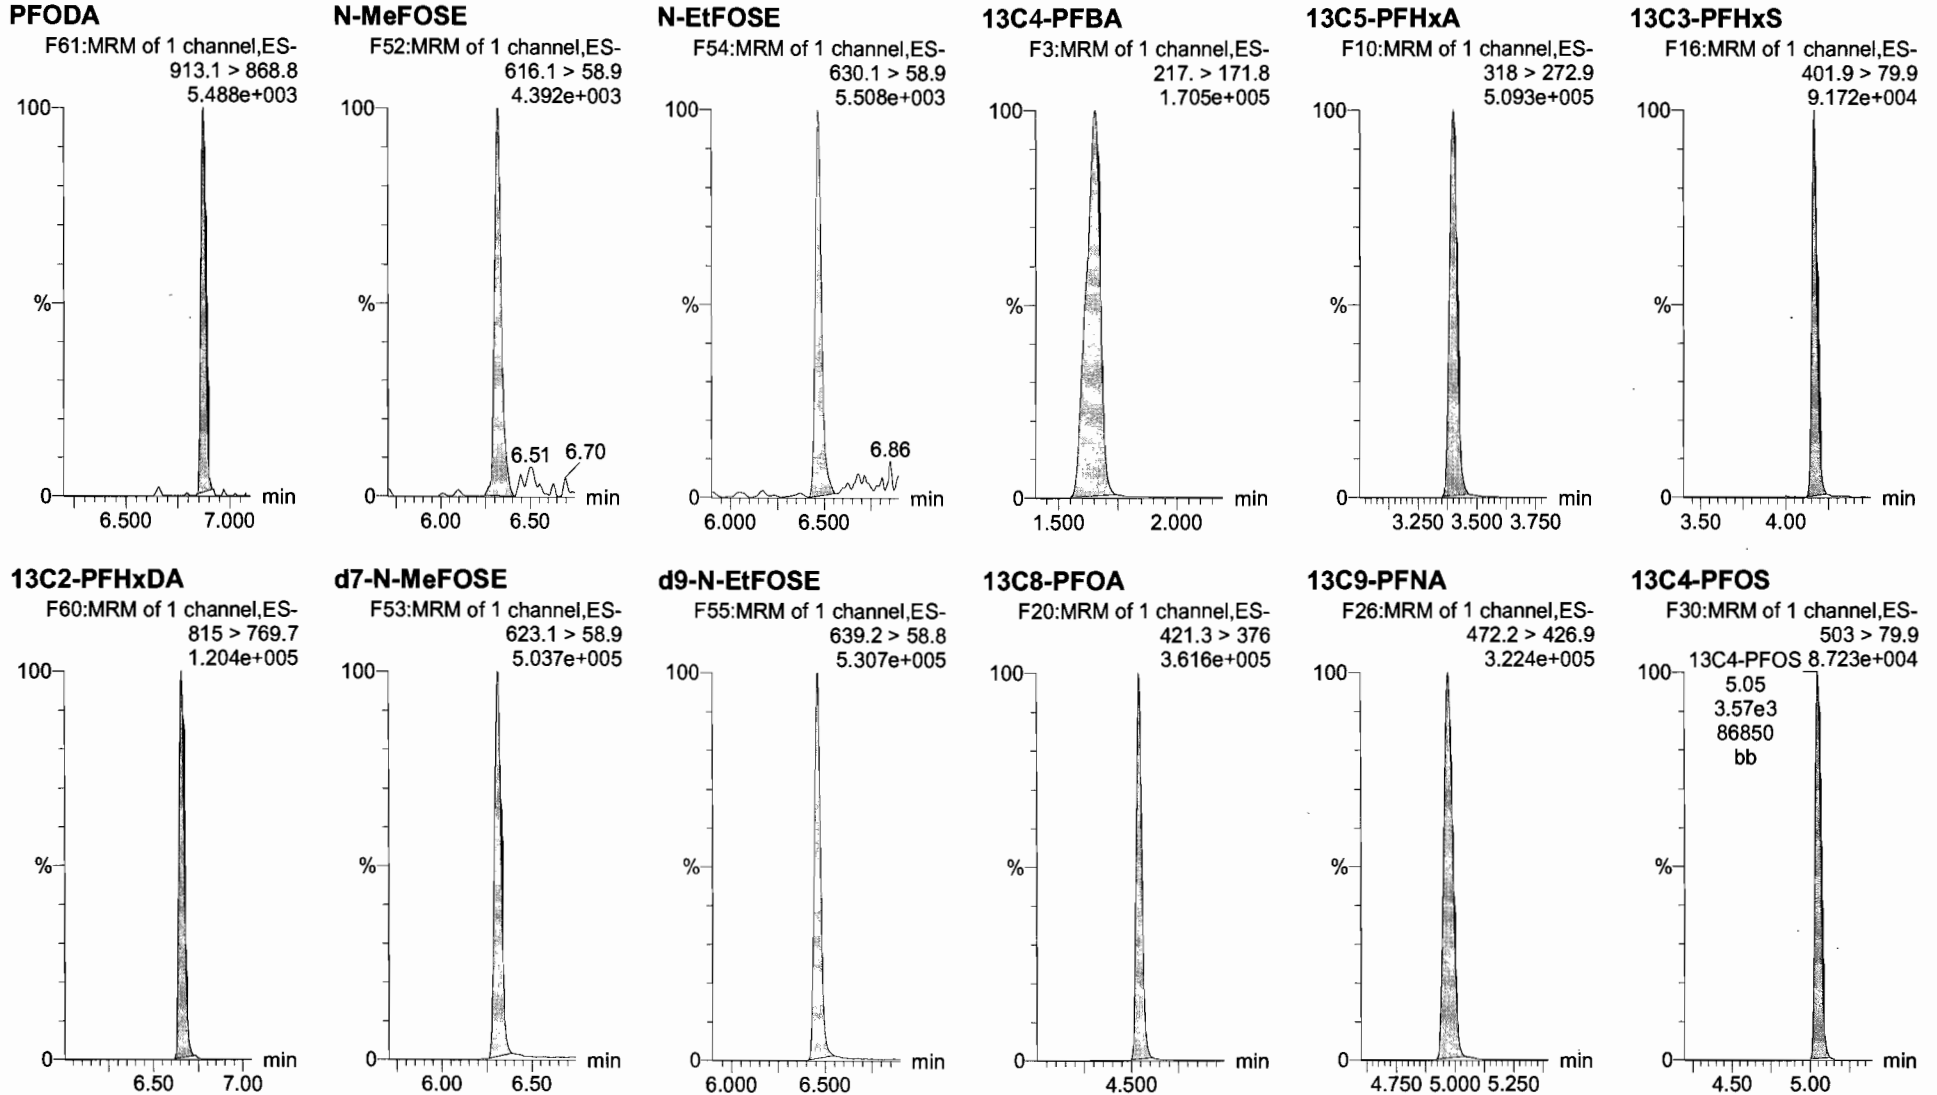 PFODA
F61:MRM of 1 channel,ES-
913.1 > 868.8
5.488e+003
100
%
0
min
6.500 7.000
N-MeFOSE
F52:MRM of 1 channel,ES-
616.1 > 58.9
4.392e+003
100
%
6.51
6.70
0
min
6.00 6.50
N-EtFOSE
F54:MRM of 1 channel,ES-
630.1 > 58.9
5.508e+003
100
%
6.86
0
min
6.000 6.500
13C4-PFBA
F3:MRM of 1 channel,ES-
217. > 171.8
1.705e+005
100
%
0
min
1.500 2.000
13C5-PFHxA
F10:MRM of 1 channel,ES-
318 > 272.9
5.093e+005
100
%
0
min
3.250 3.500 3.750
13C3-PFHxS
F16:MRM of 1 channel,ES-
401.9 > 79.9
9.172e+004
100
%
0
min
3.50 4.00
13C2-PFHxDA
F60:MRM of 1 channel,ES-
815 > 769.7
1.204e+005
100
%
0
min
6.50 7.00
d7-N-MeFOSE
F53:MRM of 1 channel,ES-
623.1 > 58.9
5.037e+005
100
%
0
min
6.00 6.50
d9-N-EtFOSE
F55:MRM of 1 channel,ES-
639.2 > 58.8
5.307e+005
100
%
0
min
6.000 6.500
13C8-PFOA
F20:MRM of 1 channel,ES-
421.3 > 376
3.616e+005
100
%
0
min
4.500
13C9-PFNA
F26:MRM of 1 channel,ES-
472.2 > 426.9
3.224e+005
100
%
0
min
4.750 5.000 5.250
13C4-PFOS
F30:MRM of 1 channel,ES-
503 > 79.9
13C4-PFOS 8.723e+004
100
5.05
3.57e3
86850
bb
%
0
min
4.50 5.00